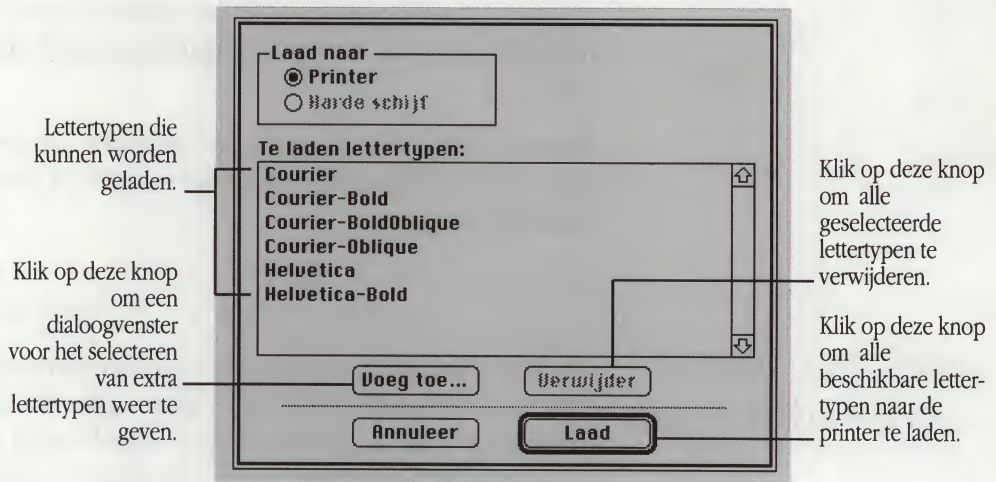 Laad naar
Printer
Harde schijf
Lettertypen die
kunnen worden
geladen.
Te laden lettertypen:
Courier
Courier-Bold
Courier-BoldOblique
Courier-Oblique
Helvetica
Helvetica-Bold
Klik op deze knop
om een
dialoogvenster
voor het selecteren
van extra
lettertypen weer te
geven.
Voeg toe...
Verwijder
Annuleer
Laad
Klik op deze knop
om alle
geselecteerde
lettertypen te
verwijderen.
Klik op deze knop
om alle
beschikbare letter-
typen naar de
printer te laden.